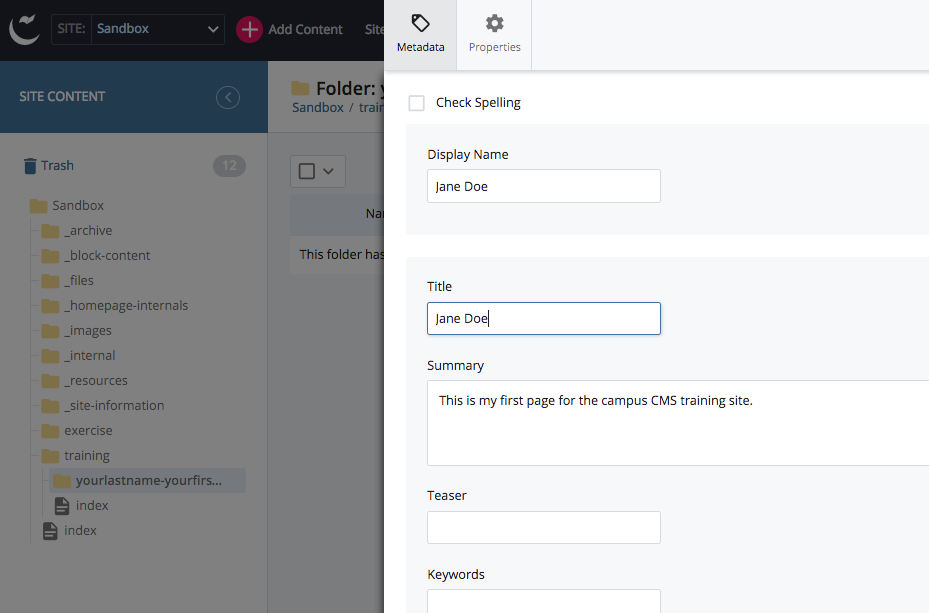 SITE: Sandbox
Add Content
Site
SITE CONTENT
Trash
12
Sandbox
_archive
_block-content
_files
_homepage-internals
_images
_internal
_resources
_site-information
exercise
training
yourlastname-yourfirs...
index
index
Folder:
Sandbox /
This folder has
Metadata
Properties
Check Spelling
Display Name
Jane Doe
Title
Jane Doe
Summary
This is my first page for the campus CMS training site.
Teaser
Keywords